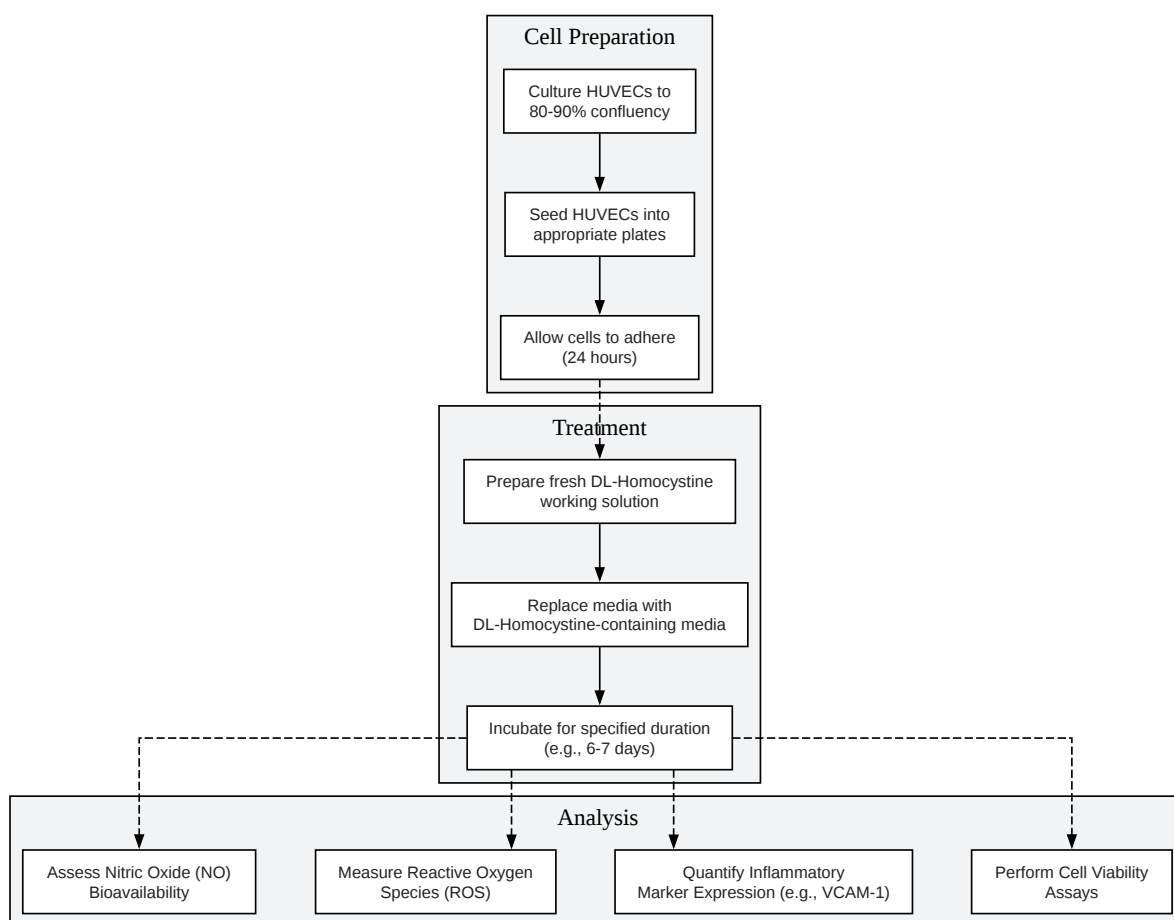 Cell Preparation
Culture HUVECs to
80-90% confluency
Seed HUVECs into
appropriate plates
Allow cells to adhere
(24 hours)
Treatment
Prepare fresh DL-Homocystine
working solution
Replace media with
DL-Homocystine-containing media
Incubate for specified duration
(e.g., 6-7 days)
Analysis
Assess Nitric Oxide (NO)
Bioavailability
Measure Reactive Oxygen
Species (ROS)
Quantify Inflammatory
Marker Expression (e.g., VCAM-1)
Perform Cell Viability
Assays